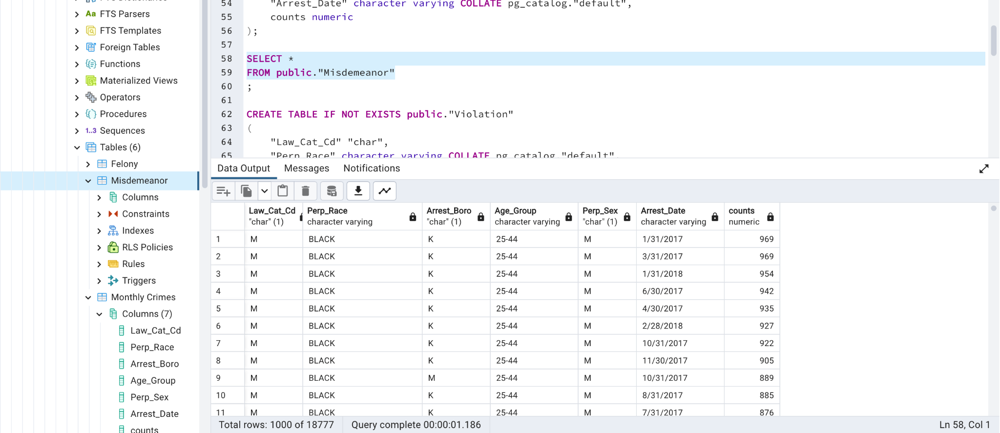 FTS Parsers
FTS Templates
Foreign Tables
Functions
Materialized Views
Operators
Procedures
1..3 Sequences
Tables (6)
Felony
Misdemeanor
Columns
Constraints
Indexes
RLS Policies
Rules
Triggers
Monthly Crimes
Columns (7)
Law_Cat_Cd
Perp_Race
Arrest_Boro
Age_Group
Perp_Sex
Arrest_Date
counts
54 "Arrest_Date" character varying COLLATE pg_catalog."default",
55 counts numeric
56 );
57
58 SELECT *
59 FROM public."Misdemeanor"
60 ;
61
62 CREATE TABLE IF NOT EXISTS public."Violation"
63 (
64 "Law_Cat_Cd" "char",
65 "Perp_Race" character varying COLLATE pg_catalog."default",
Data Output Messages Notifications
Law_Cat_Cd Perp_Race Arrest_Boro Age_Group Perp_Sex Arrest_Date counts
"char" (1) character varying "char" (1) character varying "char" (1) character varying numeric
1 M BLACK K 25-44 M 1/31/2017 969
2 M BLACK K 25-44 M 3/31/2017 969
3 M BLACK K 25-44 M 1/31/2018 954
4 M BLACK K 25-44 M 6/30/2017 942
5 M BLACK K 25-44 M 4/30/2017 935
6 M BLACK K 25-44 M 2/28/2018 927
7 M BLACK K 25-44 M 10/31/2017 922
8 M BLACK K 25-44 M 11/30/2017 905
9 M BLACK M 25-44 M 10/31/2017 889
10 M BLACK K 25-44 M 8/31/2017 885
11 M BLACK K 25-44 M 7/31/2017 876
Total rows: 1000 of 18777 Query complete 00:00:01.186 Ln 58, Col 1